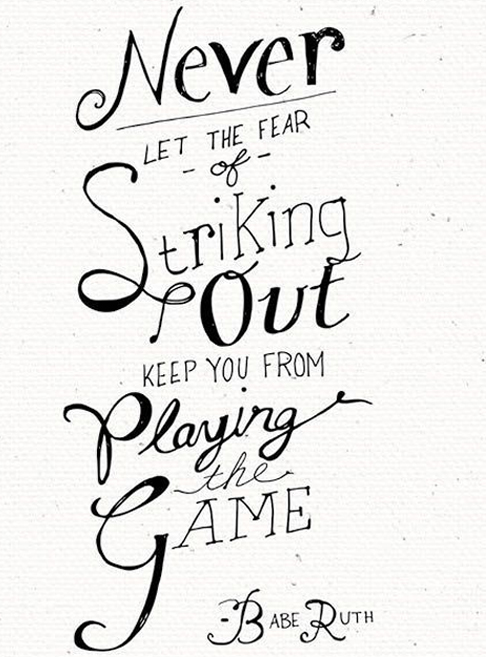 Never
LET THE FEAR
- of -
Striking
Out
KEEP YOU FROM
Playing
the
GAME
-BABE RUTH